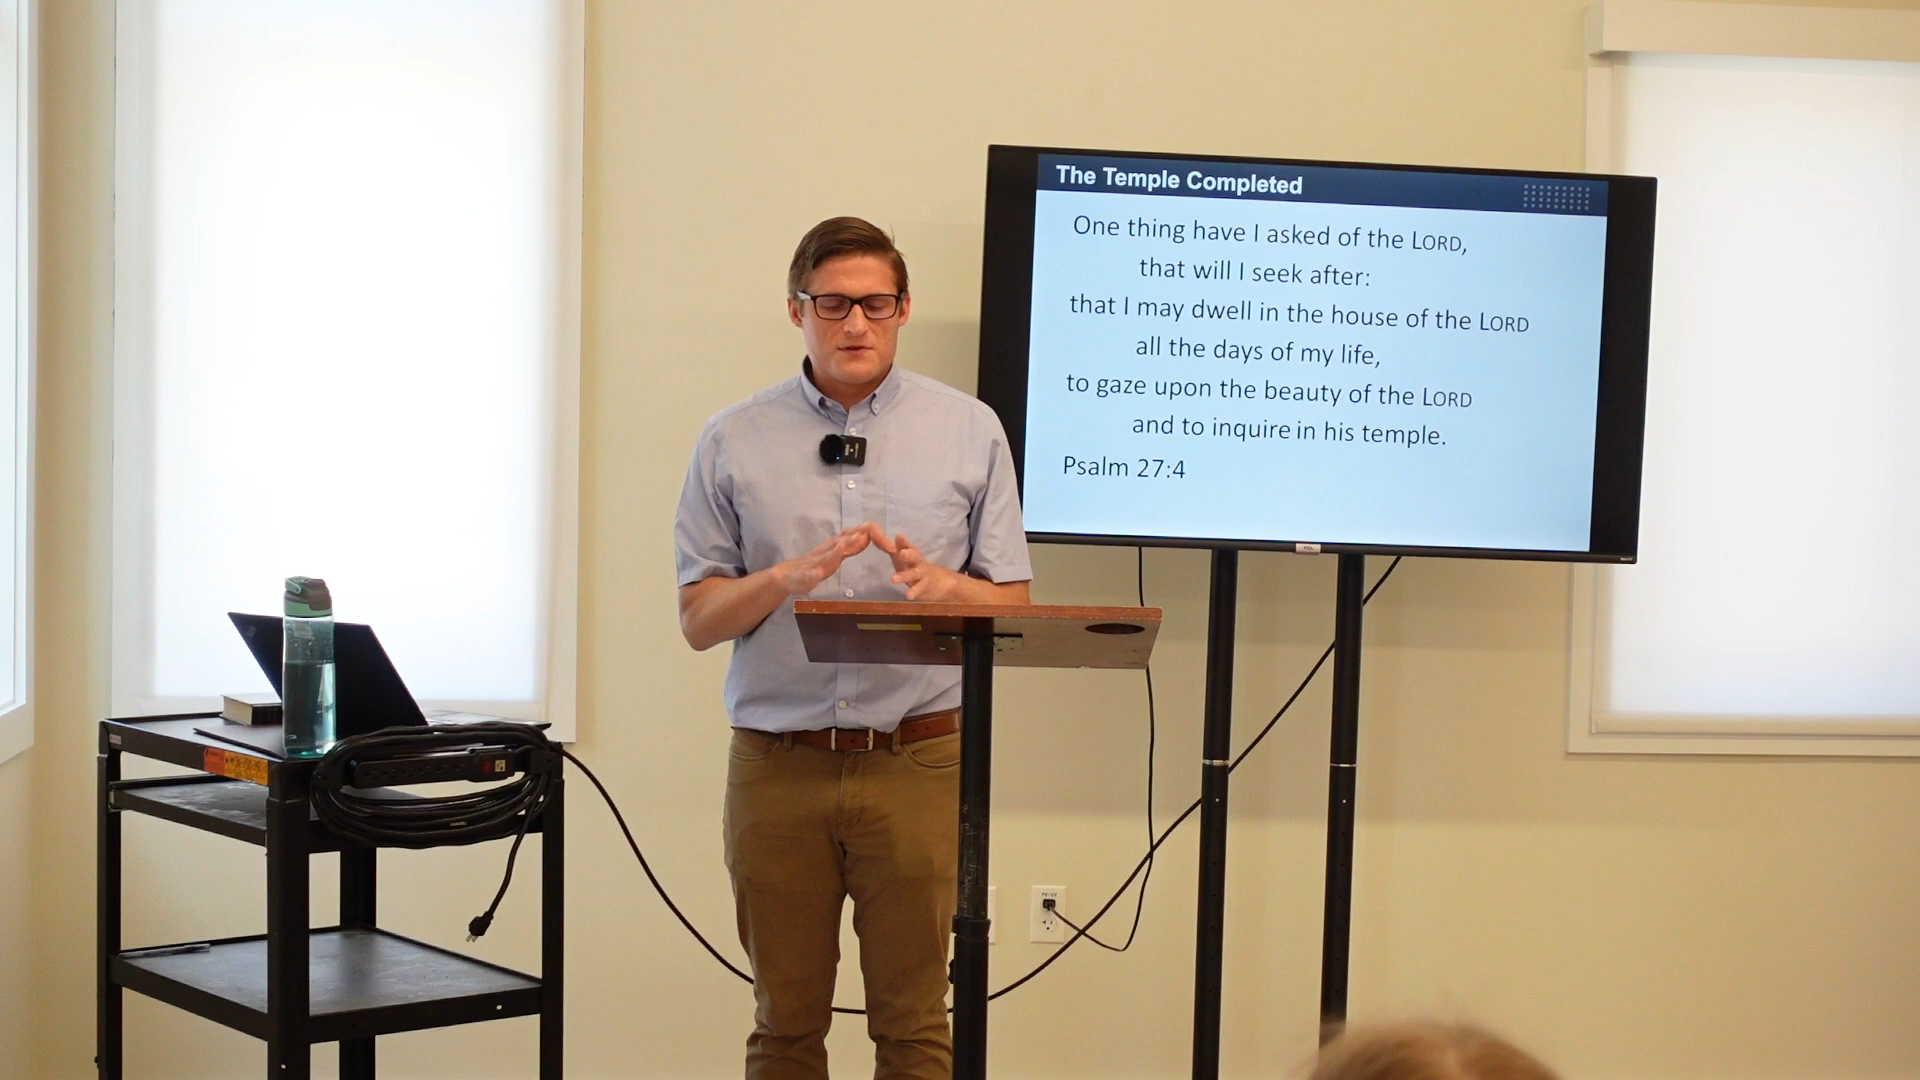 The Temple Completed
One thing have I asked of the LORD,
that will I seek after:
that I may dwell in the house of the LORD
all the days of my life,
to gaze upon the beauty of the LORD
and to inquire in his temple.
Psalm 27:4
TCL